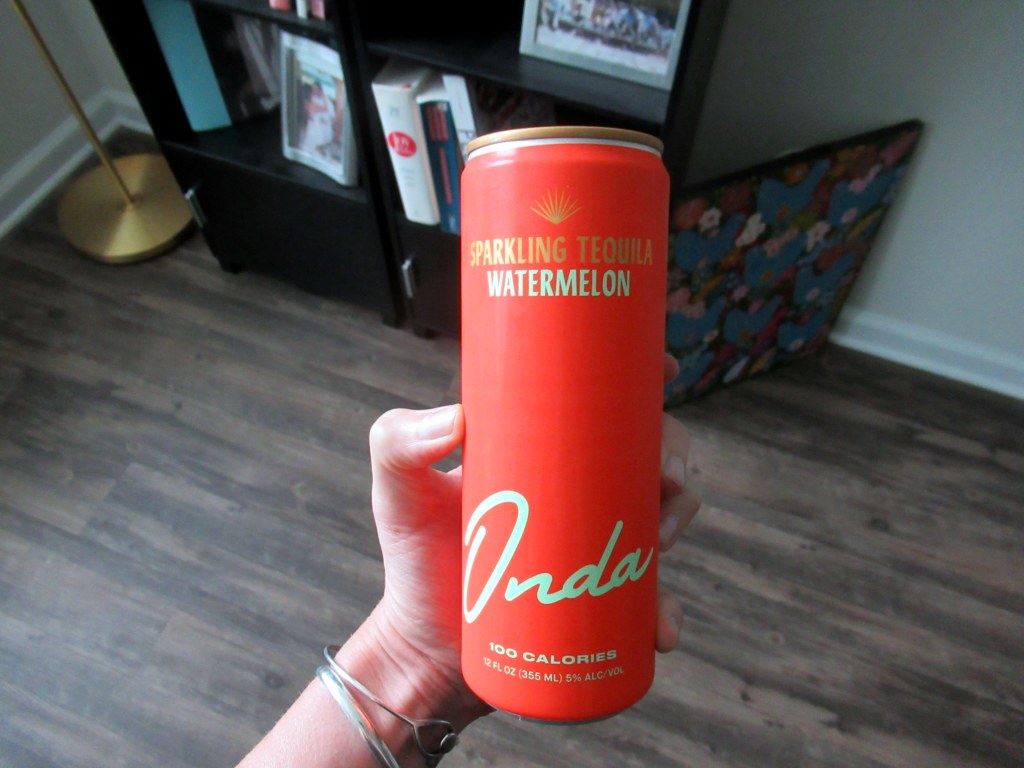 SPARKLING TEQUILA
WATERMELON
Onda
100 CALORIES
12 FL OZ (355 ML) 5% ALC/VOL